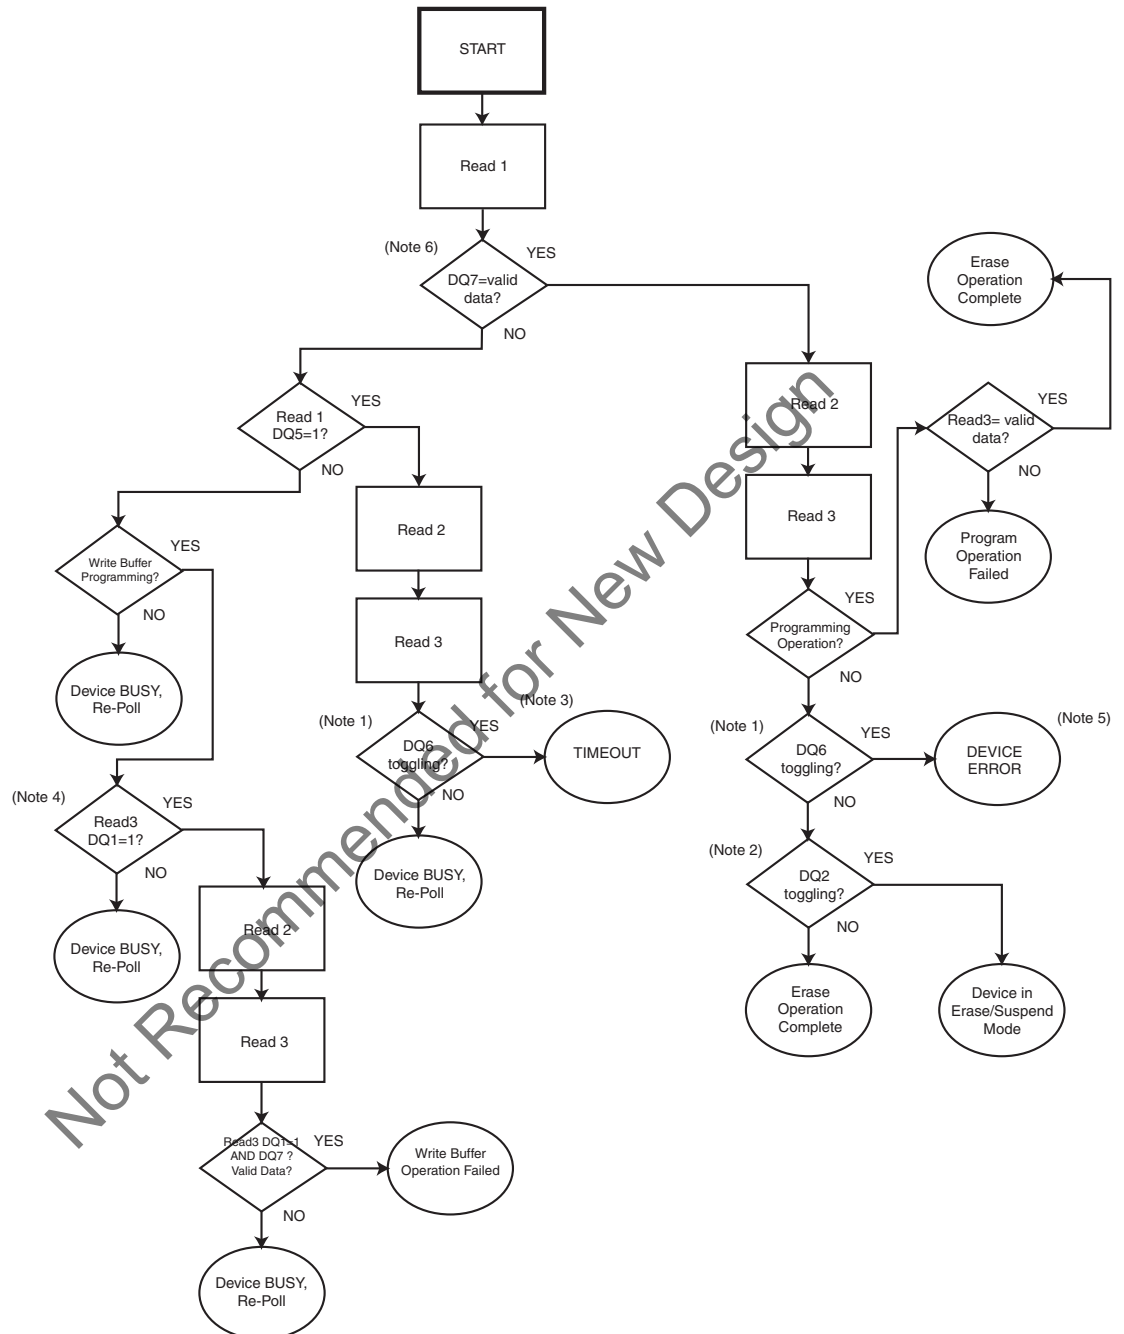 START
Read 1
(Note 6)
YES
DQ7=valid
data?
NO
Erase
Operation
Complete
Read 1
DQ5=1?
YES
NO
Read 2
Read3= valid
data?
YES
NO
Program
Operation
Failed
Read 3
Programming
Operation?
YES
NO
Write Buffer
Programming?
YES
NO
Device BUSY,
Re-Poll
Read 2
Read 3
(Note 1)
DQ6
toggling?
YES
(Note 3)
TIMEOUT
NO
Device BUSY,
Re-Poll
(Note 1)
DQ6
toggling?
YES
(Note 5)
DEVICE
ERROR
NO
(Note 2)
DQ2
toggling?
YES
NO
Erase
Operation
Complete
Device in
Erase/Suspend
Mode
(Note 4)
Read3
DQ1=1?
YES
NO
Device BUSY,
Re-Poll
Read 2
Read 3
Read3 DQ1=1
AND DQ7 ?
Valid Data?
YES
Write Buffer
Operation Failed
NO
Device BUSY,
Re-Poll
Not Recommended for New Design